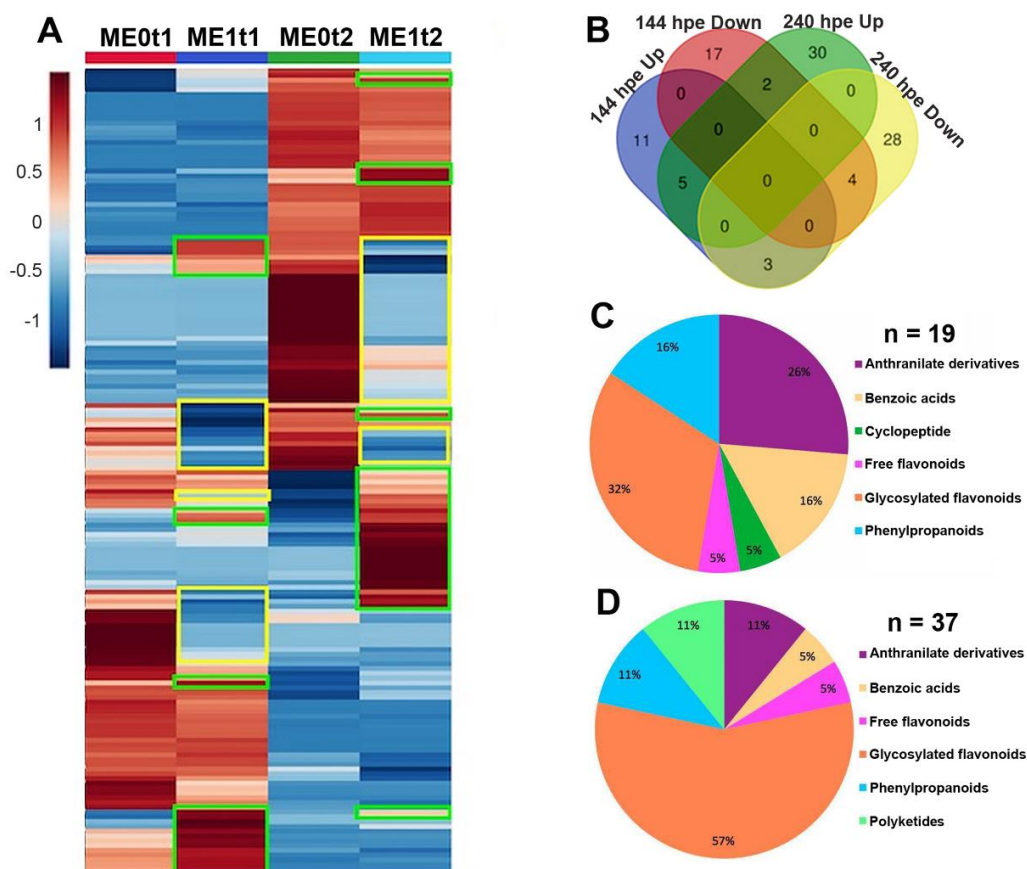 A
ME0t1 ME1t1 ME0t2 ME1t2
1
0.5
0
-0.5
-1
B
144 hpe Down
240 hpe Up
144 hpe Up
240 hpe Down
17
30
0
2
0
11
0
0
28
5
0
4
0
0
3
C
n = 19
16%
26%
32%
16%
5%
5%
Anthranilate derivatives
Benzoic acids
Cyclopeptide
Free flavonoids
Glycosylated flavonoids
Phenylpropanoids
D
n = 37
11%
11%
5%
11%
5%
57%
Anthranilate derivatives
Benzoic acids
Free flavonoids
Glycosylated flavonoids
Phenylpropanoids
Polyketides